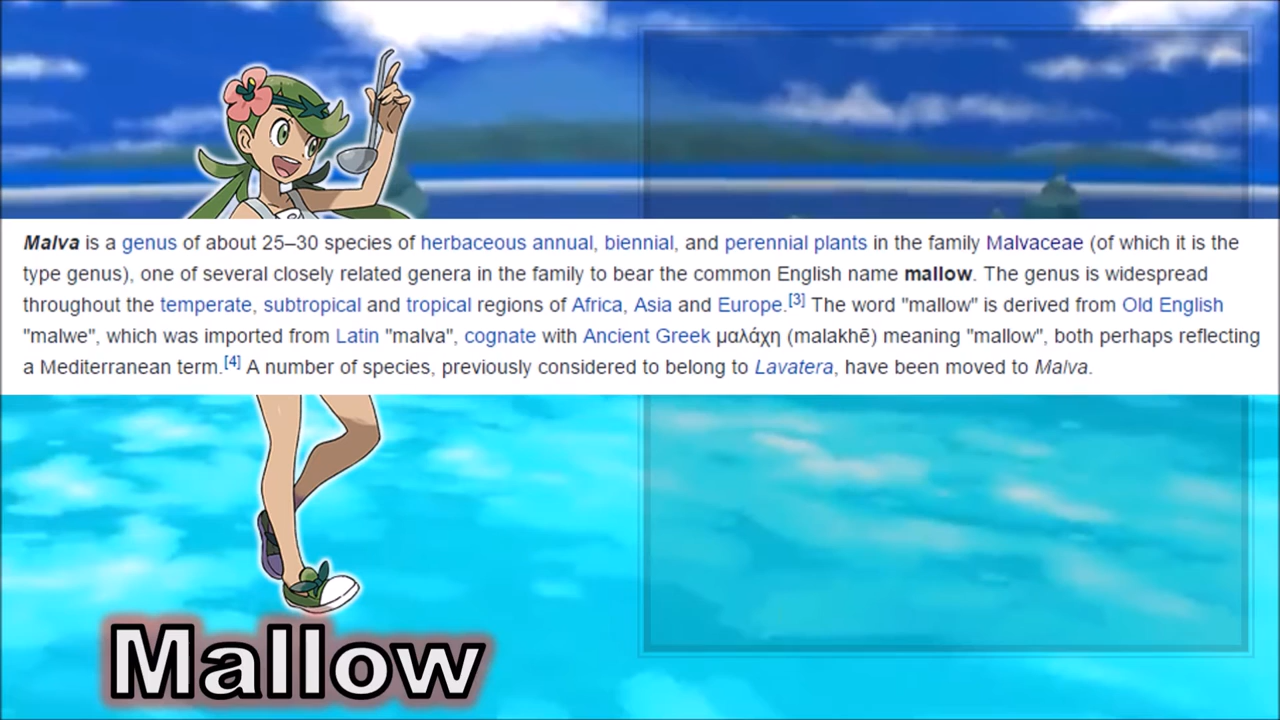 Malva is a genus of about 25–30 species of herbaceous annual, biennial, and perennial plants in the family Malvaceae (of which it is the
type genus), one of several closely related genera in the family to bear the common English name mallow. The genus is widespread
throughout the temperate, subtropical and tropical regions of Africa, Asia and Europe.[3] The word "mallow" is derived from Old English
"malwe", which was imported from Latin "malva", cognate with Ancient Greek μαλάχη (malakhē) meaning "mallow", both perhaps reflecting
a Mediterranean term.[4] A number of species, previously considered to belong to Lavatera, have been moved to Malva.
Mallow